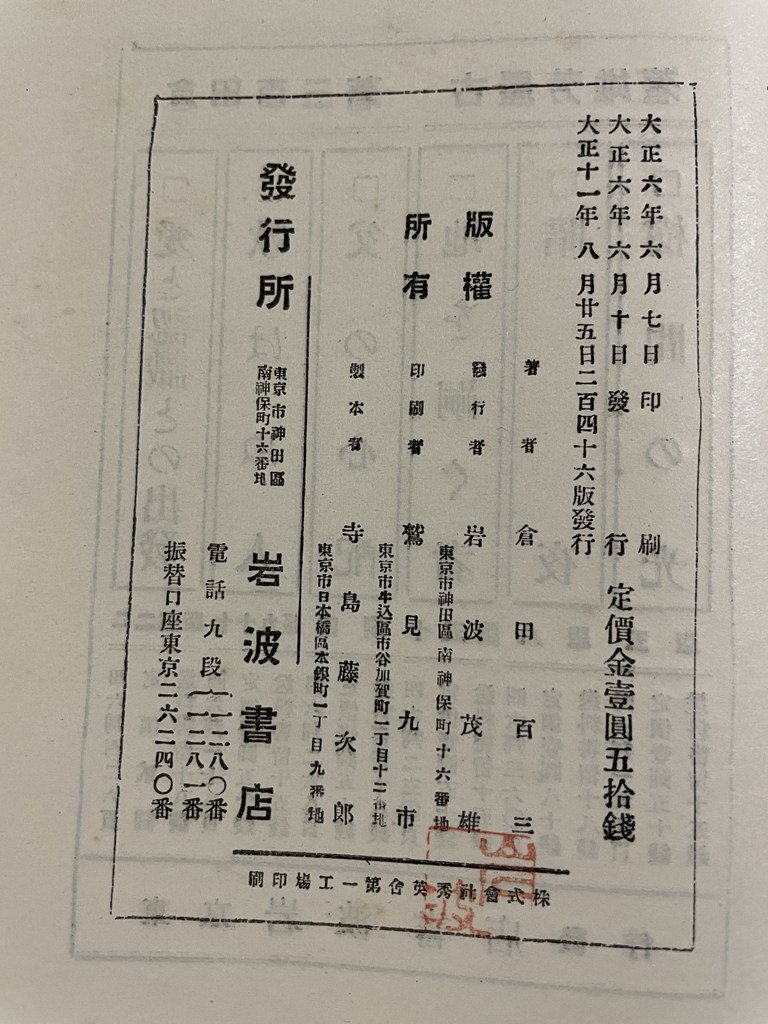 大正六年六月七日印刷
大正六年六月十日發行
大正十一年八月廿五日二百四十六版發行
定價金壹圓五拾錢
版權
所有
著者 倉田百三
發行者 岩波茂雄
東京市神田區南神保町十六番地
印刷者 鷲見九市
東京市牛込區市谷加賀町一丁目十二番地
製本者 寺島藤次郎
東京市日本橋區本銀町一丁目九番地
發行所
東京市神田區
南神保町十六番地
岩波書店
電話九段(一二八〇番
一二八一番
振替口座東京二六二四〇番
株式會社秀英舍第一工場印刷